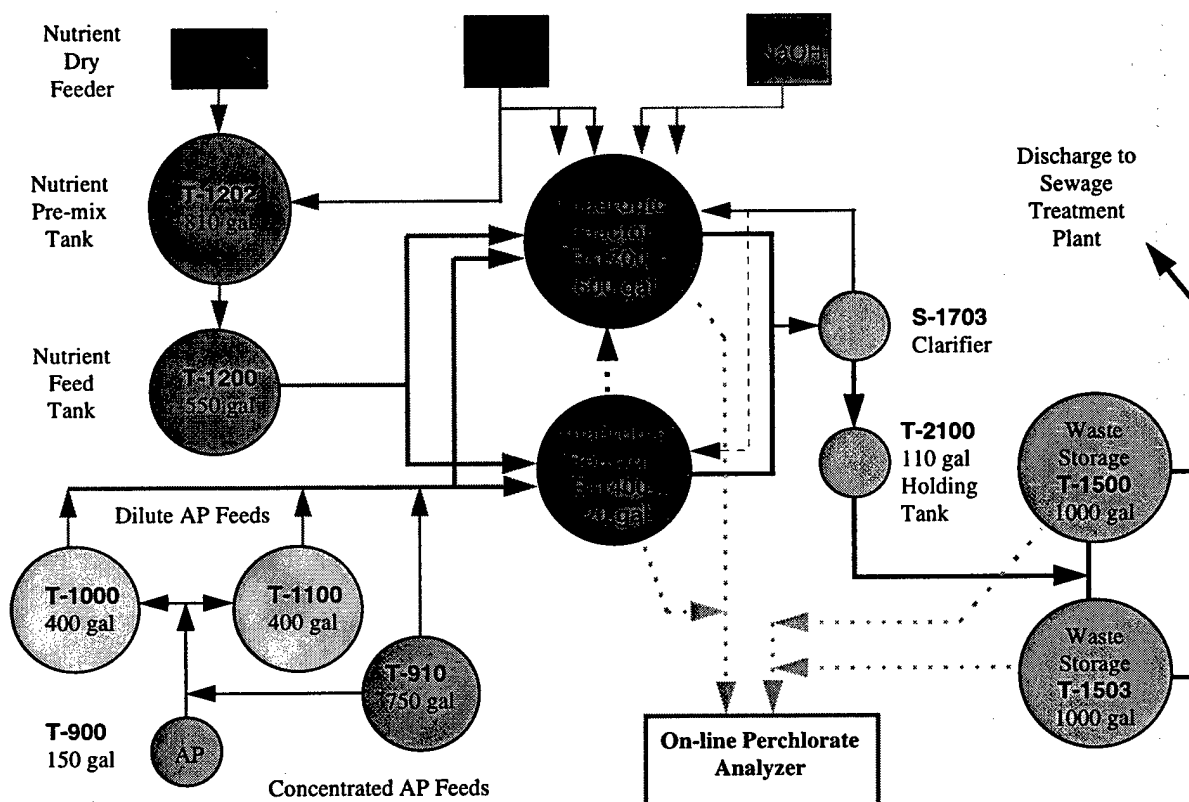 Nutrient
Dry
Feeder
NaOH
Nutrient
Pre-mix
Tank
T-1202
810 gal
Discharge to
Sewage
Treatment
Plant
600 gal
S-1703
Clarifier
Nutrient
Feed
Tank
T-1200
550 gal
T-2100
110 gal
Holding
Tank
Waste
Storage
T-1500
1000 gal
Dilute AP Feeds
T-1000
400 gal
T-1100
400 gal
T-910
750 gal
T-900
150 gal
AP
Concentrated AP Feeds
Waste
Storage
T-1503
1000 gal
On-line Perchlorate
Analyzer